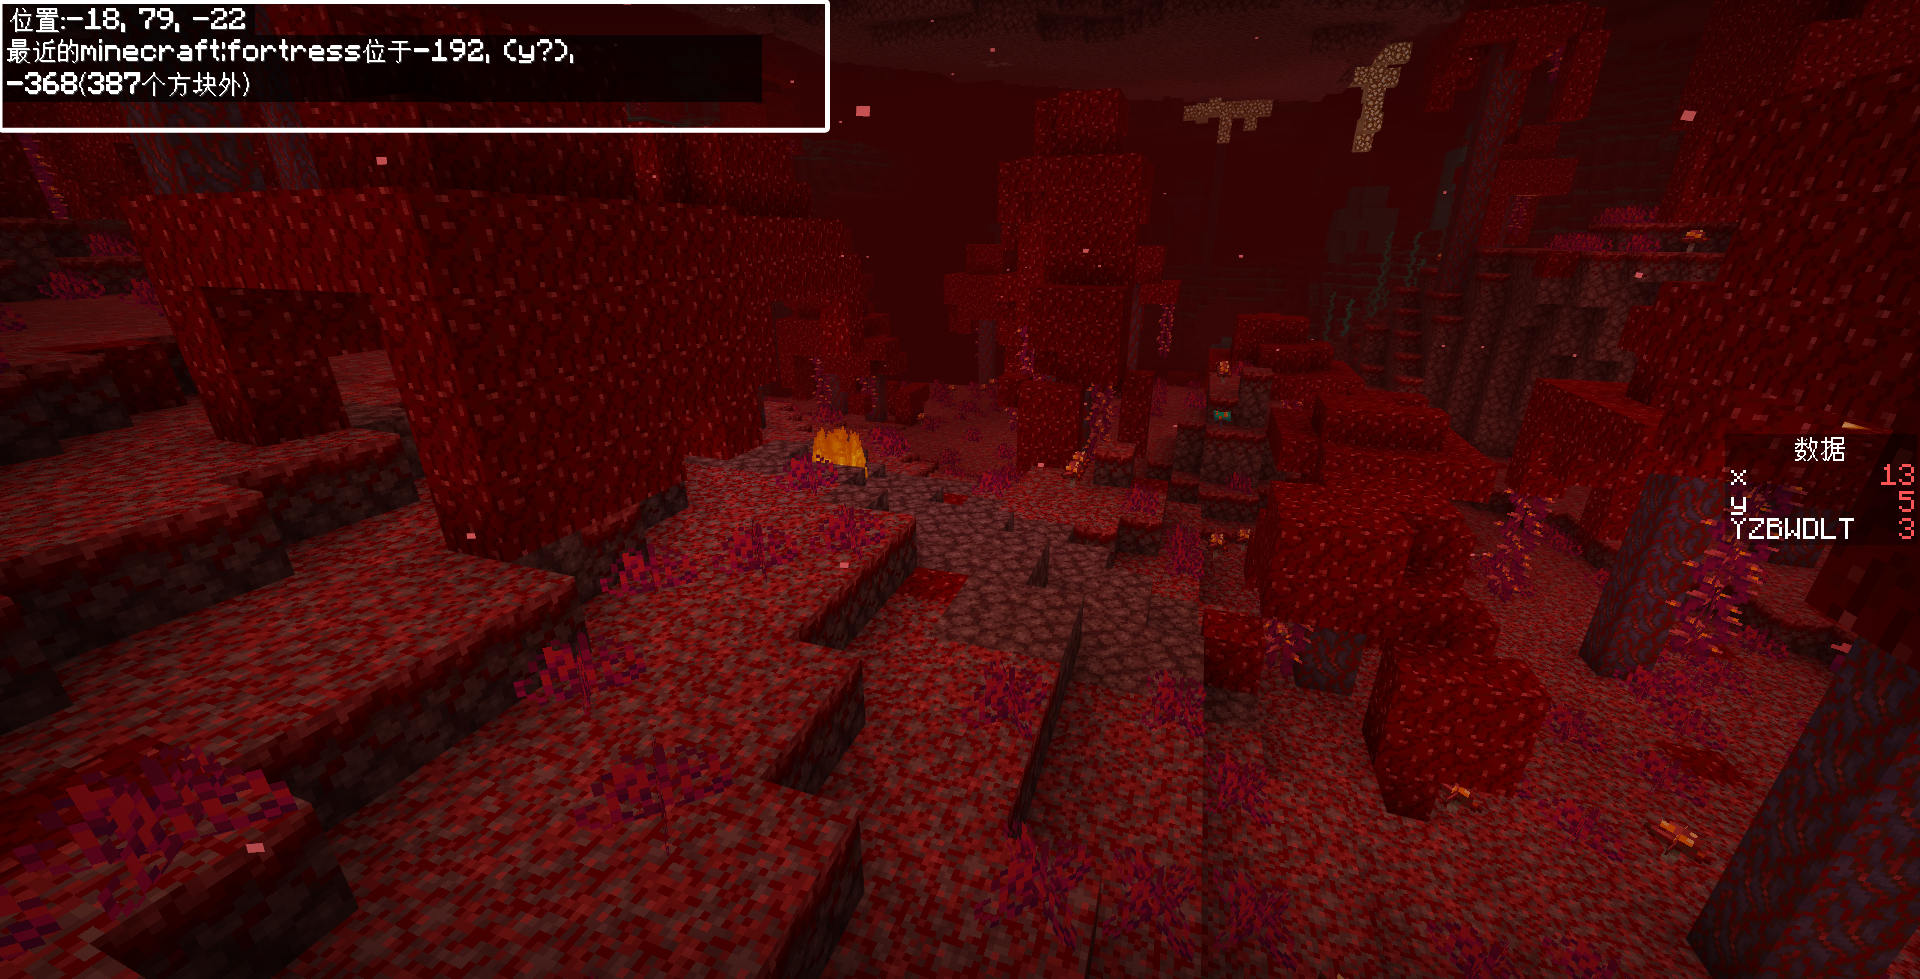 位置:-18, 79, -22
最近的minecraft:fortress位于-192, (y?),
-368(387个方块外)
数据
x 13
y 5
YZBWDLT 3